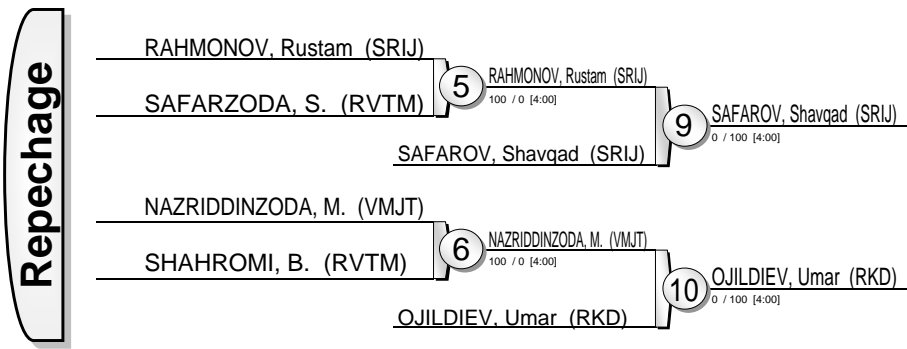 Repechage
RAHMONOV, Rustam (SRIJ)
SAFARZODA, S. (RVTM)
5
RAHMONOV, Rustam (SRIJ)
100 / 0 [4:00]
SAFAROV, Shavqad (SRIJ)
9
SAFAROV, Shavqad (SRIJ)
0 / 100 [4:00]
NAZRIDDINZODA, M. (VMJT)
SHAHROMI, B. (RVTM)
6
NAZRIDDINZODA, M. (VMJT)
100 / 0 [4:00]
OJILDIEV, Umar (RKD)
10
OJILDIEV, Umar (RKD)
0 / 100 [4:00]